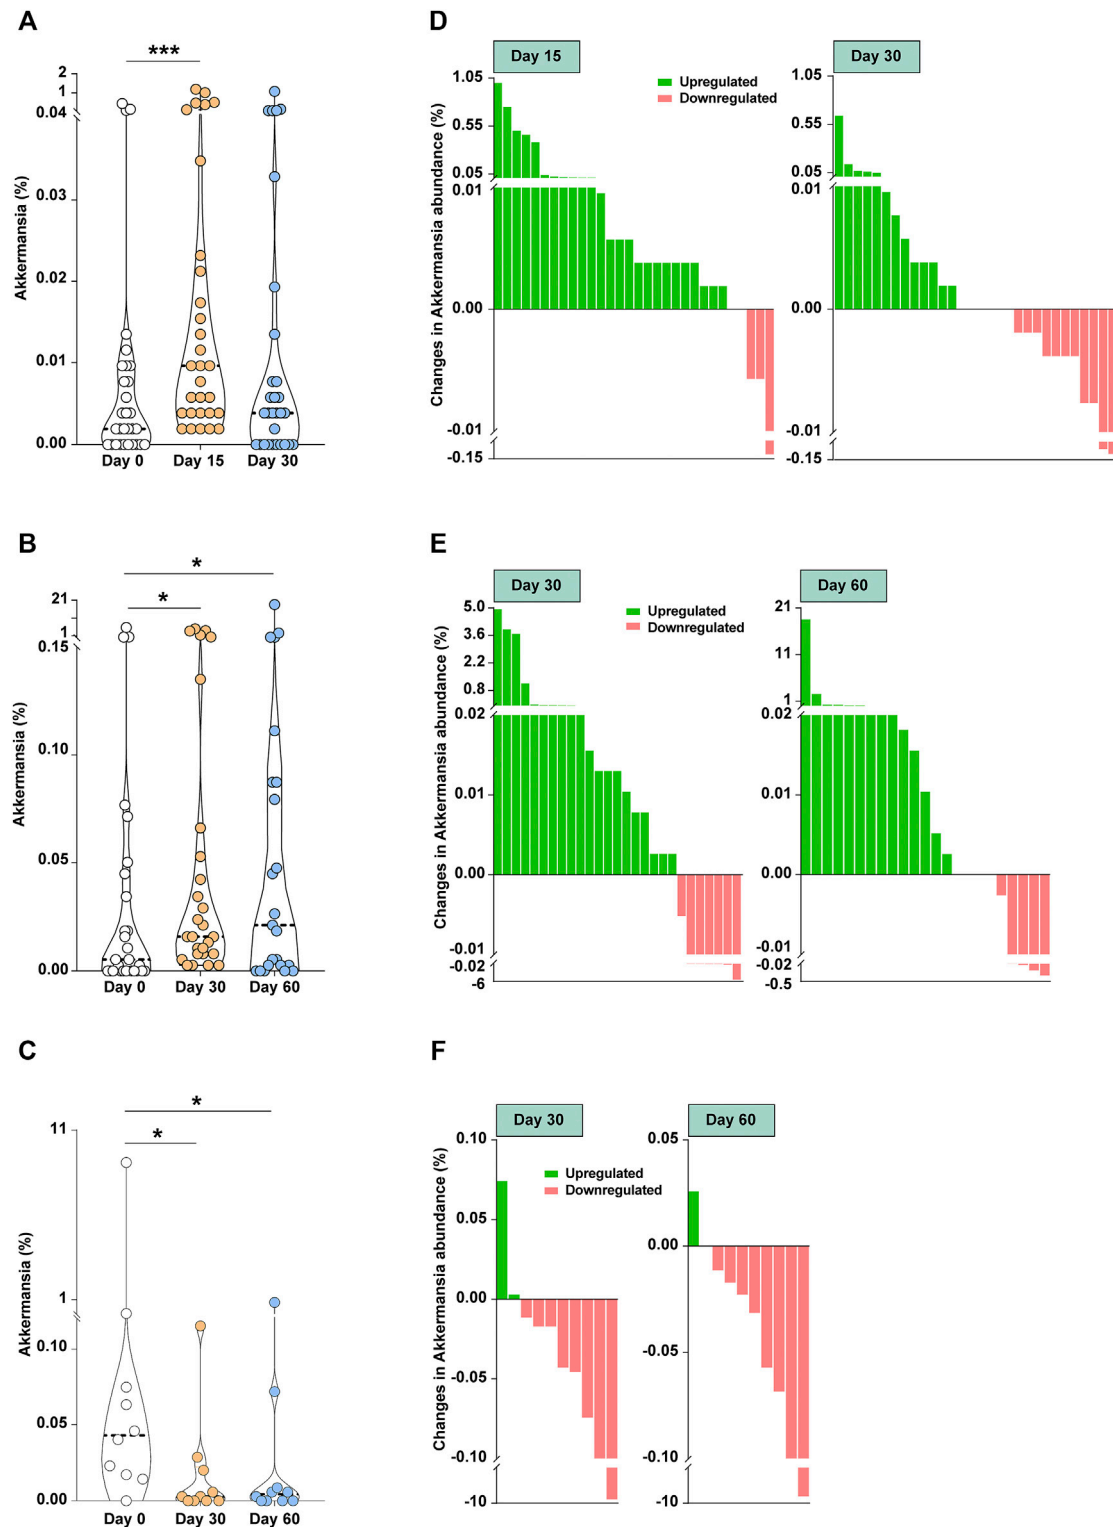 A
***
2
1
0.04
0.03
0.02
0.01
0.00
Akkermansia (%)
Day 0
Day 15
Day 30
D
Day 15
Day 30
Upregulated
Downregulated
Changes in Akkermansia abundance (%)
1.05
0.55
0.05
0.01
0.00
-0.01
-0.15
1.05
0.55
0.05
0.01
0.00
-0.01
-0.15
B
*
*
21
1
0.15
0.10
0.05
0.00
Akkermansia (%)
Day 0
Day 30
Day 60
E
Day 30
Day 60
Upregulated
Downregulated
Changes in Akkermansia abundance (%)
5.0
3.6
2.2
0.8
0.02
0.01
0.00
-0.01
-0.02
-6
21
11
1
0.02
0.01
0.00
-0.01
-0.02
-0.5
C
*
*
11
1
0.10
0.05
0.00
Akkermansia (%)
Day 0
Day 30
Day 60
F
Day 30
Day 60
Upregulated
Downregulated
Changes in Akkermansia abundance (%)
0.10
0.05
0.00
-0.05
-0.10
-10
0.05
0.00
-0.05
-0.10
-10